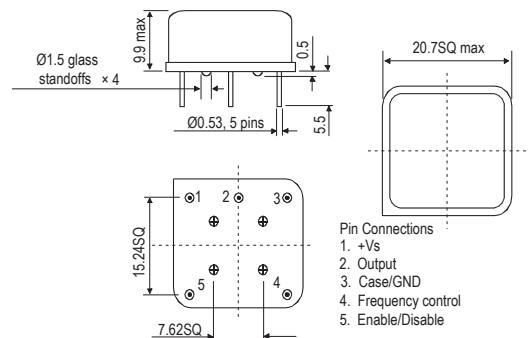 9.9 max
Ø1.5 glass
standoffs × 4
0.5
5.5
Ø0.53, 5 pins
20.7SQ max
1 2 3
15.24SQ
5 4
7.62SQ
Pin Connections
1. +Vs
2. Output
3. Case/GND
4. Frequency control
5. Enable/Disable